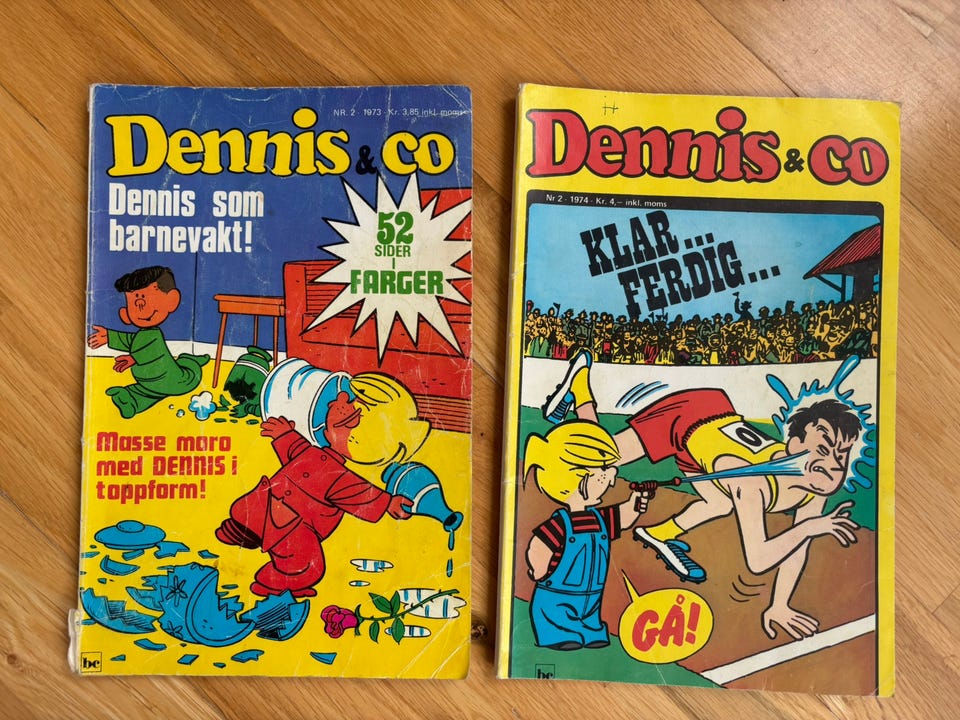 NR. 2 · 1973 · Kr. 3,85 inkl. moms
Dennis & co
Dennis som
barnevakt!
52
SIDER
I
FARGER
Masse moro
med DENNIS i
toppform!
bc
Dennis & co
Nr 2 · 1974 · Kr. 4,– inkl. moms
KLAR...
FERDIG...
0
GÅ!
bc